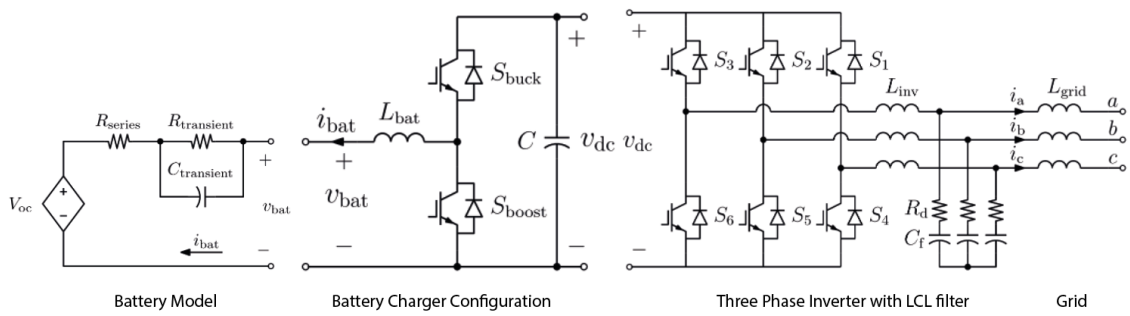 V_oc
+
−
R_series
R_transient
C_transient
+
v_bat
−
i_bat
Battery Model
i_bat
L_bat
+
v_bat
−
S_buck
S_boost
C
+
v_dc
−
Battery Charger Configuration
+
v_dc
−
S_3
S_2
S_1
S_6
S_5
S_4
L_inv
i_a
i_b
i_c
L_grid
a
b
c
R_d
C_f
Three Phase Inverter with LCL filter
Grid